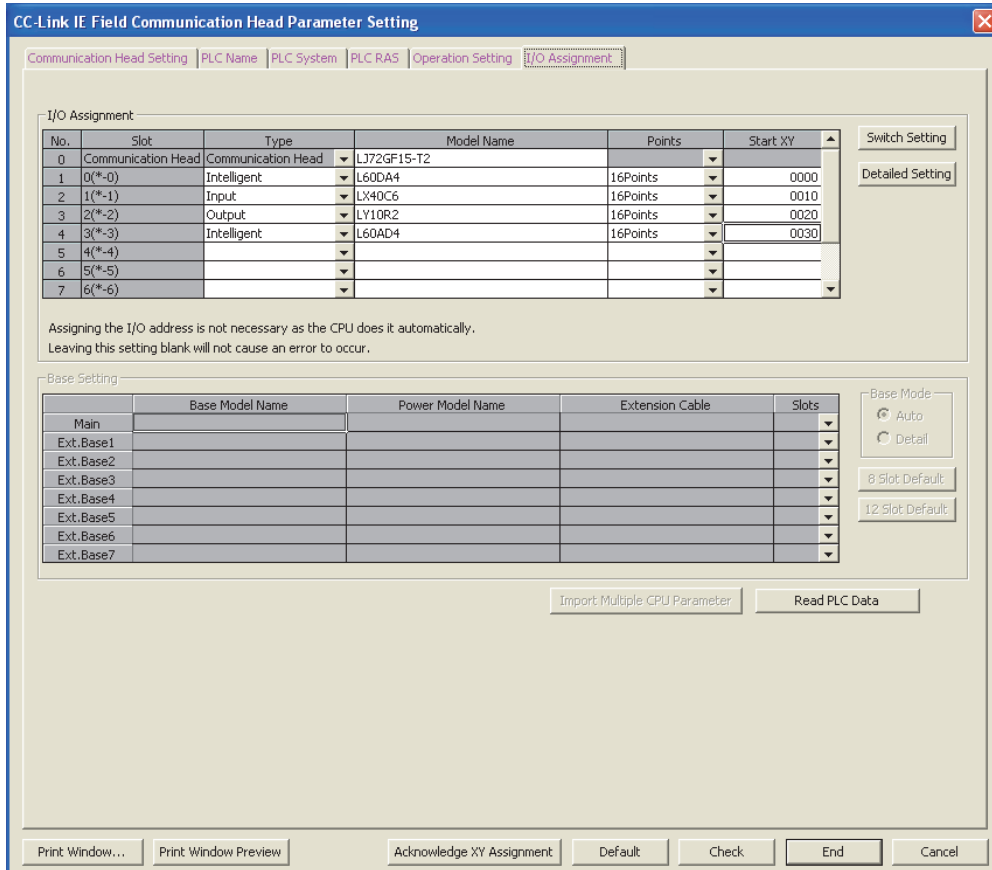 CC-Link IE Field Communication Head Parameter Setting
Communication Head Setting PLC Name PLC System PLC RAS Operation Setting I/O Assignment
I/O Assignment
No. Slot Type Model Name Points Start XY
0 Communication Head Communication Head LJ72GF15-T2
1 0(*-0) Intelligent L60DA4 16Points 0000
2 1(*-1) Input LX40C6 16Points 0010
3 2(*-2) Output LY10R2 16Points 0020
4 3(*-3) Intelligent L60AD4 16Points 0030
5 4(*-4)
6 5(*-5)
7 6(*-6)
Switch Setting
Detailed Setting
Assigning the I/O address is not necessary as the CPU does it automatically.
Leaving this setting blank will not cause an error to occur.
Base Setting
Base Model Name Power Model Name Extension Cable Slots
Main
Ext.Base1
Ext.Base2
Ext.Base3
Ext.Base4
Ext.Base5
Ext.Base6
Ext.Base7
Base Mode
Auto
Detail
8 Slot Default
12 Slot Default
Import Multiple CPU Parameter Read PLC Data
Print Window... Print Window Preview Acknowledge XY Assignment Default Check End Cancel